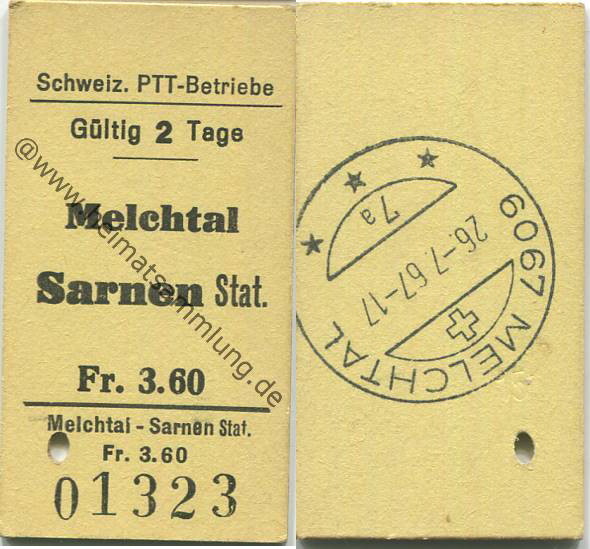 Schweiz. PTT-Betriebe
Gültig 2 Tage
Melchtal
Sarnen Stat.
Fr. 3.60
Melchtal - Sarnen Stat.
Fr. 3.60
01323
@www.heimatsammlung.de
7a
26.-7.67-17
6067 MELCHTAL